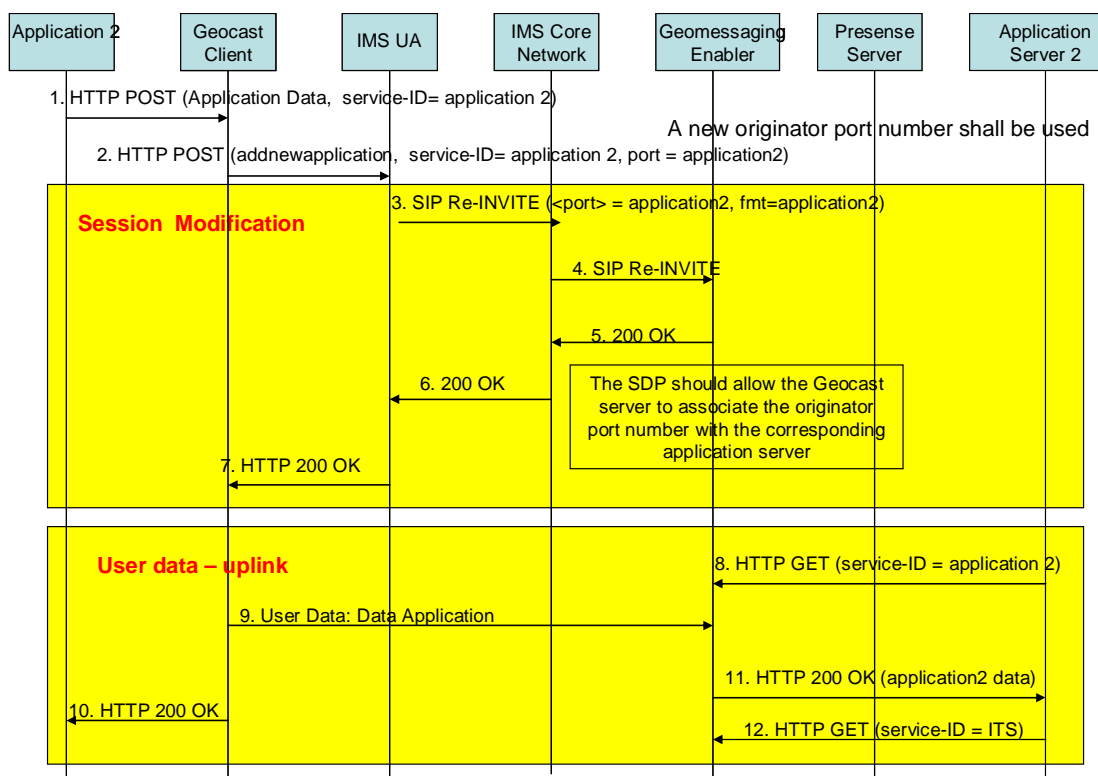 Application 2
Geocast
Client
IMS UA
IMS Core
Network
Geomessaging
Enabler
Presense
Server
Application
Server 2
1. HTTP POST (Application Data, service-ID= application 2)
A new originator port number shall be used
2. HTTP POST (addnewapplication, service-ID= application 2, port = application2)
Session Modification
3. SIP Re-INVITE (<port> = application2, fmt=application2)
4. SIP Re-INVITE
5. 200 OK
6. 200 OK
The SDP should allow the Geocast
server to associate the originator
port number with the corresponding
application server
7. HTTP 200 OK
User data – uplink
8. HTTP GET (service-ID = application 2)
9. User Data: Data Application
11. HTTP 200 OK (application2 data)
10. HTTP 200 OK
12. HTTP GET (service-ID = ITS)